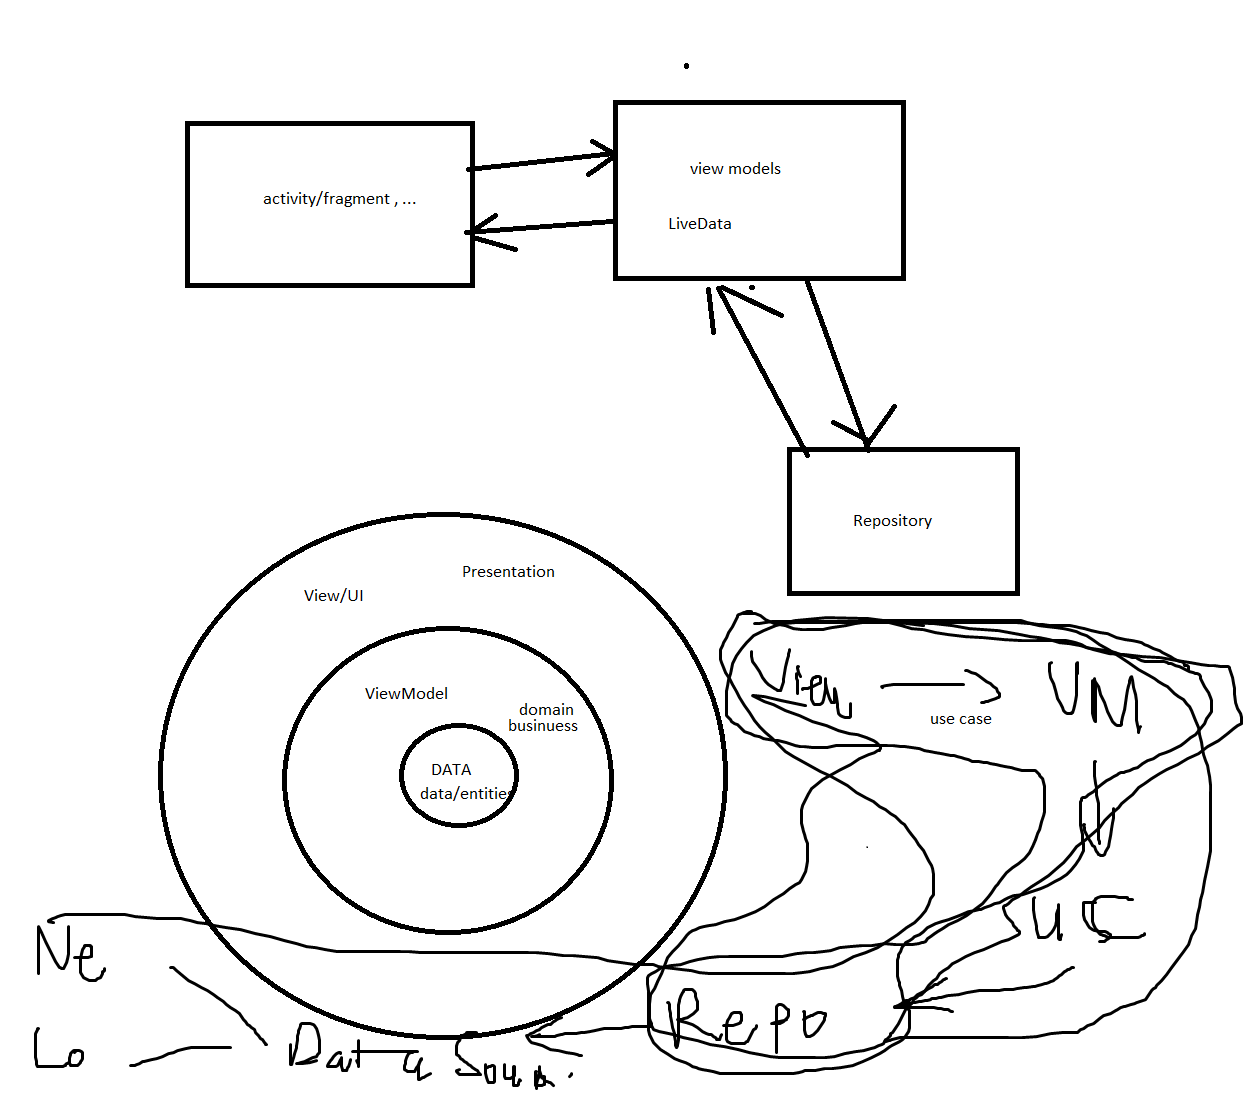 view models
LiveData
activity/fragment , ...
Repository
Presentation
View/UI
ViewModel
domain
businuess
DATA
data/entities
View
VM
use case
UC
Ne
Repo
Lo
Data